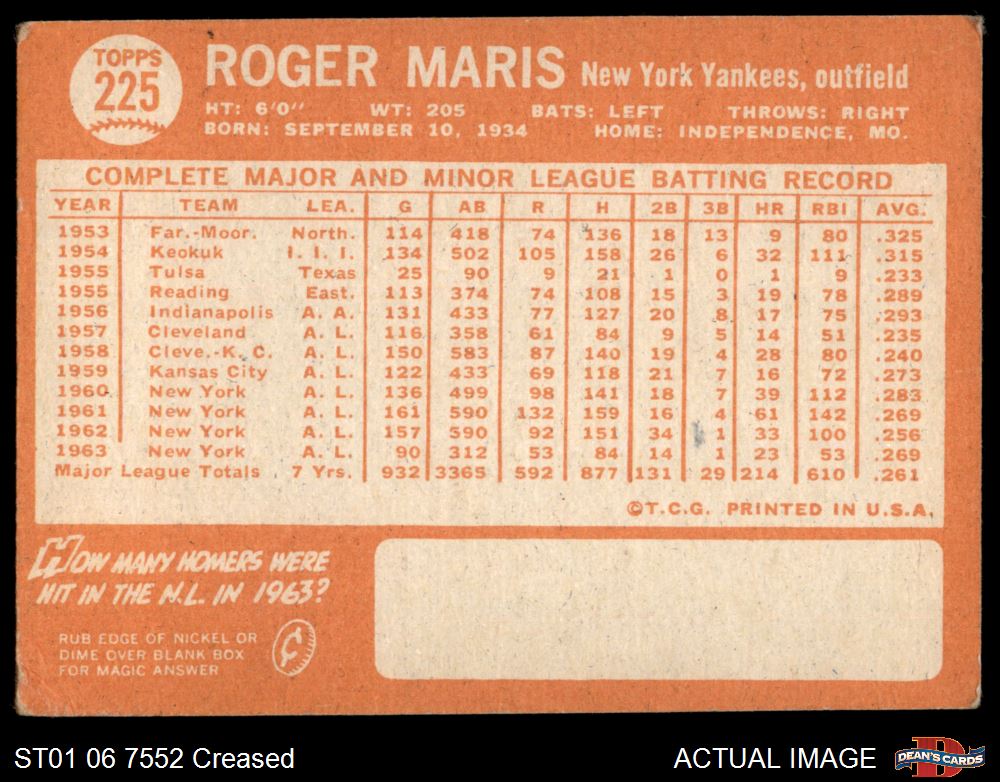 TOPPS
225
ROGER MARIS New York Yankees, outfield
HT: 6'0" WT: 205 BATS: LEFT THROWS: RIGHT
BORN: SEPTEMBER 10, 1934 HOME: INDEPENDENCE, MO.
COMPLETE MAJOR AND MINOR LEAGUE BATTING RECORD
YEAR TEAM LEA. G AB R H 2B 3B HR RBI AVG.
1953 Far.-Moor. North. 114 418 74 136 18 13 9 80 .325
1954 Keokuk I. I. I. 134 502 105 158 26 6 32 111 .315
1955 Tulsa Texas 25 90 9 21 1 0 1 9 .233
1955 Reading East. 113 374 74 108 15 3 19 78 .289
1956 Indianapolis A. A. 131 433 77 127 20 8 17 75 .293
1957 Cleveland A. L. 116 358 61 84 9 5 14 51 .235
1958 Cleve.-K. C. A. L. 150 583 87 140 19 4 28 80 .240
1959 Kansas City A. L. 122 433 69 118 21 7 16 72 .273
1960 New York A. L. 136 499 98 141 18 7 39 112 .283
1961 New York A. L. 161 590 132 159 16 4 61 142 .269
1962 New York A. L. 157 590 92 151 34 1 33 100 .256
1963 New York A. L. 90 312 53 84 14 1 23 53 .269
Major League Totals 7 Yrs. 932 3365 592 877 131 29 214 610 .261
©T.C.G. PRINTED IN U.S.A.
HOW MANY HOMERS WERE
HIT IN THE N.L. IN 1963?
RUB EDGE OF NICKEL OR
DIME OVER BLANK BOX
FOR MAGIC ANSWER
¢
ST01 06 7552 Creased
ACTUAL IMAGE
D
DEAN'S CARDS